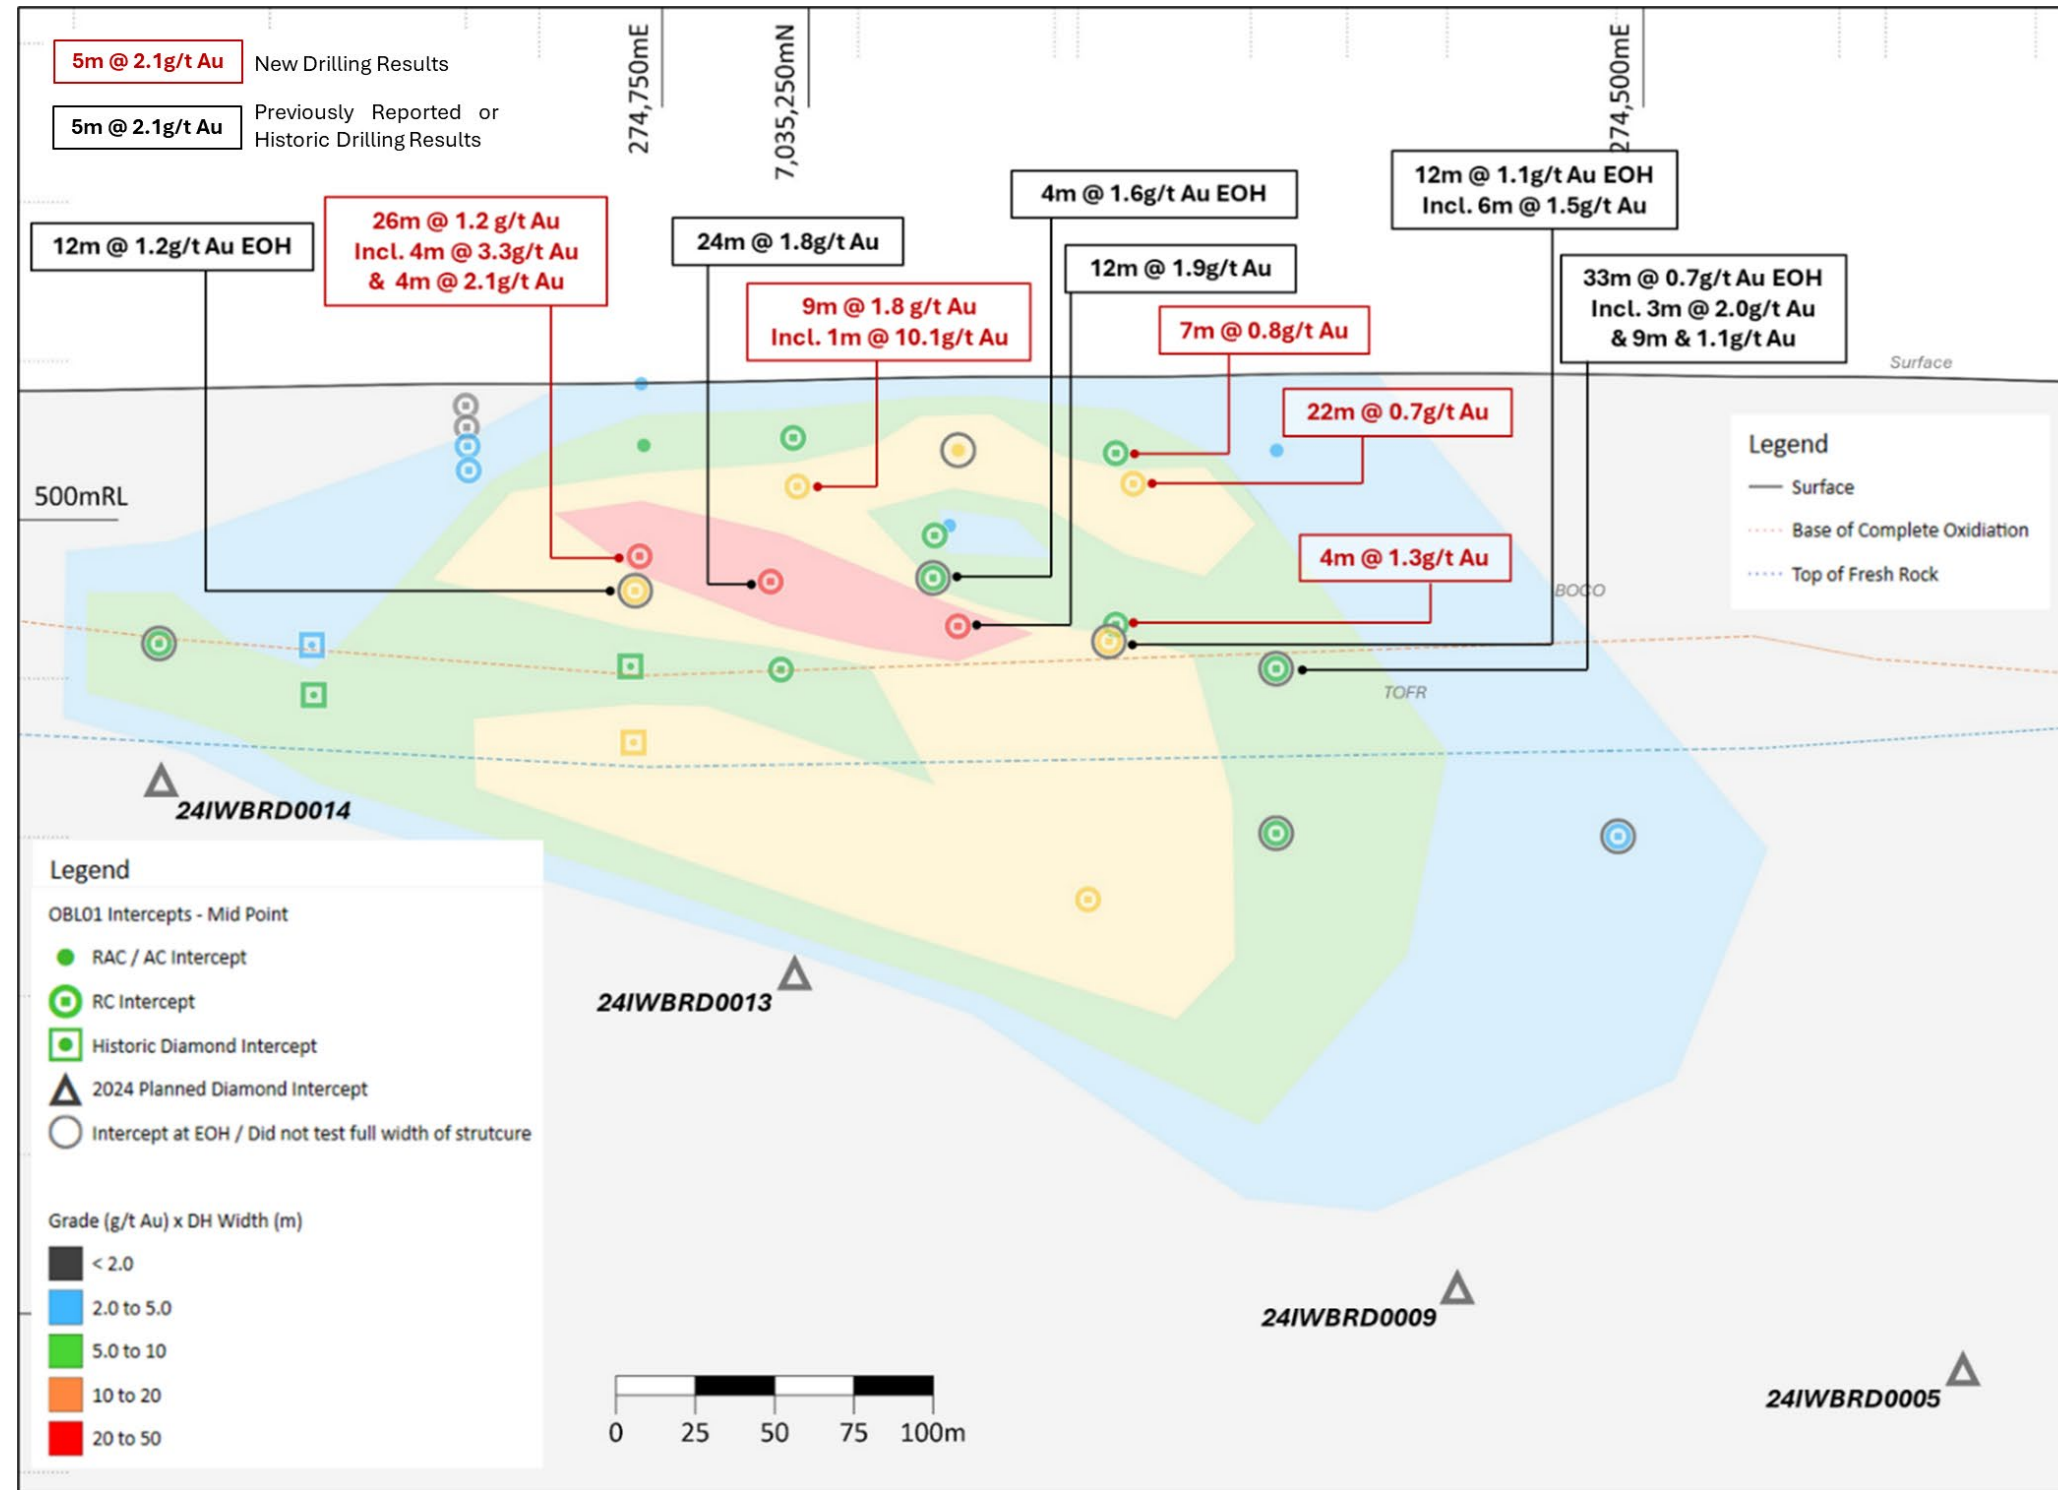 5m @ 2.1g/t Au
New Drilling Results
5m @ 2.1g/t Au
Previously Reported or
Historic Drilling Results
274,750mE
7,035,250mN
274,500mE
12m @ 1.2g/t Au EOH
26m @ 1.2 g/t Au
Incl. 4m @ 3.3g/t Au
& 4m @ 2.1g/t Au
24m @ 1.8g/t Au
9m @ 1.8 g/t Au
Incl. 1m @ 10.1g/t Au
4m @ 1.6g/t Au EOH
12m @ 1.9g/t Au
7m @ 0.8g/t Au
12m @ 1.1g/t Au EOH
Incl. 6m @ 1.5g/t Au
33m @ 0.7g/t Au EOH
Incl. 3m @ 2.0g/t Au
& 9m & 1.1g/t Au
22m @ 0.7g/t Au
4m @ 1.3g/t Au
Surface
Legend
Surface
Base of Complete Oxidiation
Top of Fresh Rock
500mRL
BOCO
TOFR
24IWBRD0014
24IWBRD0013
24IWBRD0009
24IWBRD0005
Legend
OBL01 Intercepts - Mid Point
RAC / AC Intercept
RC Intercept
Historic Diamond Intercept
2024 Planned Diamond Intercept
Intercept at EOH / Did not test full width of strutcure
Grade (g/t Au) x DH Width (m)
< 2.0
2.0 to 5.0
5.0 to 10
10 to 20
20 to 50
0 25 50 75 100m